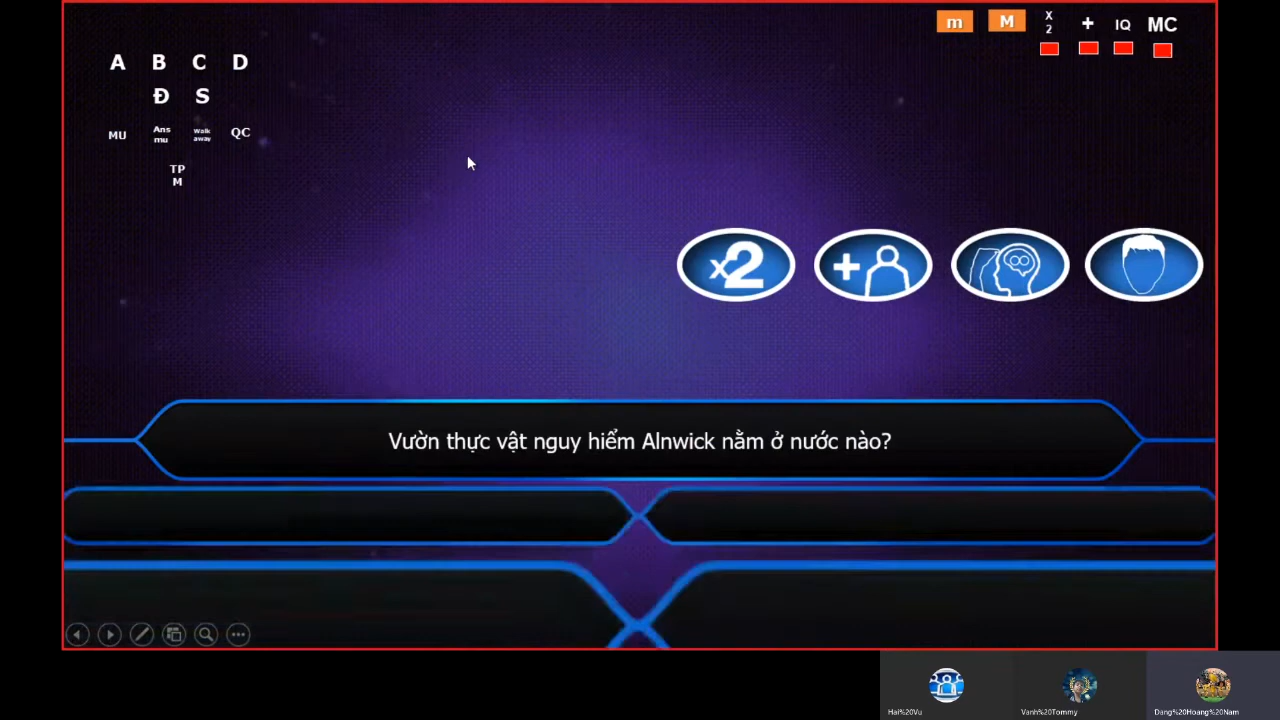 m M X 2 + IQ MC
A B C D
Đ S
MU Ans mu Walk away QC
TP
M
x2 +
Vườn thực vật nguy hiểm Alnwick nằm ở nước nào?
Hai%20Vu Vanh%20Tommy Dang%20Hoang%20Nam